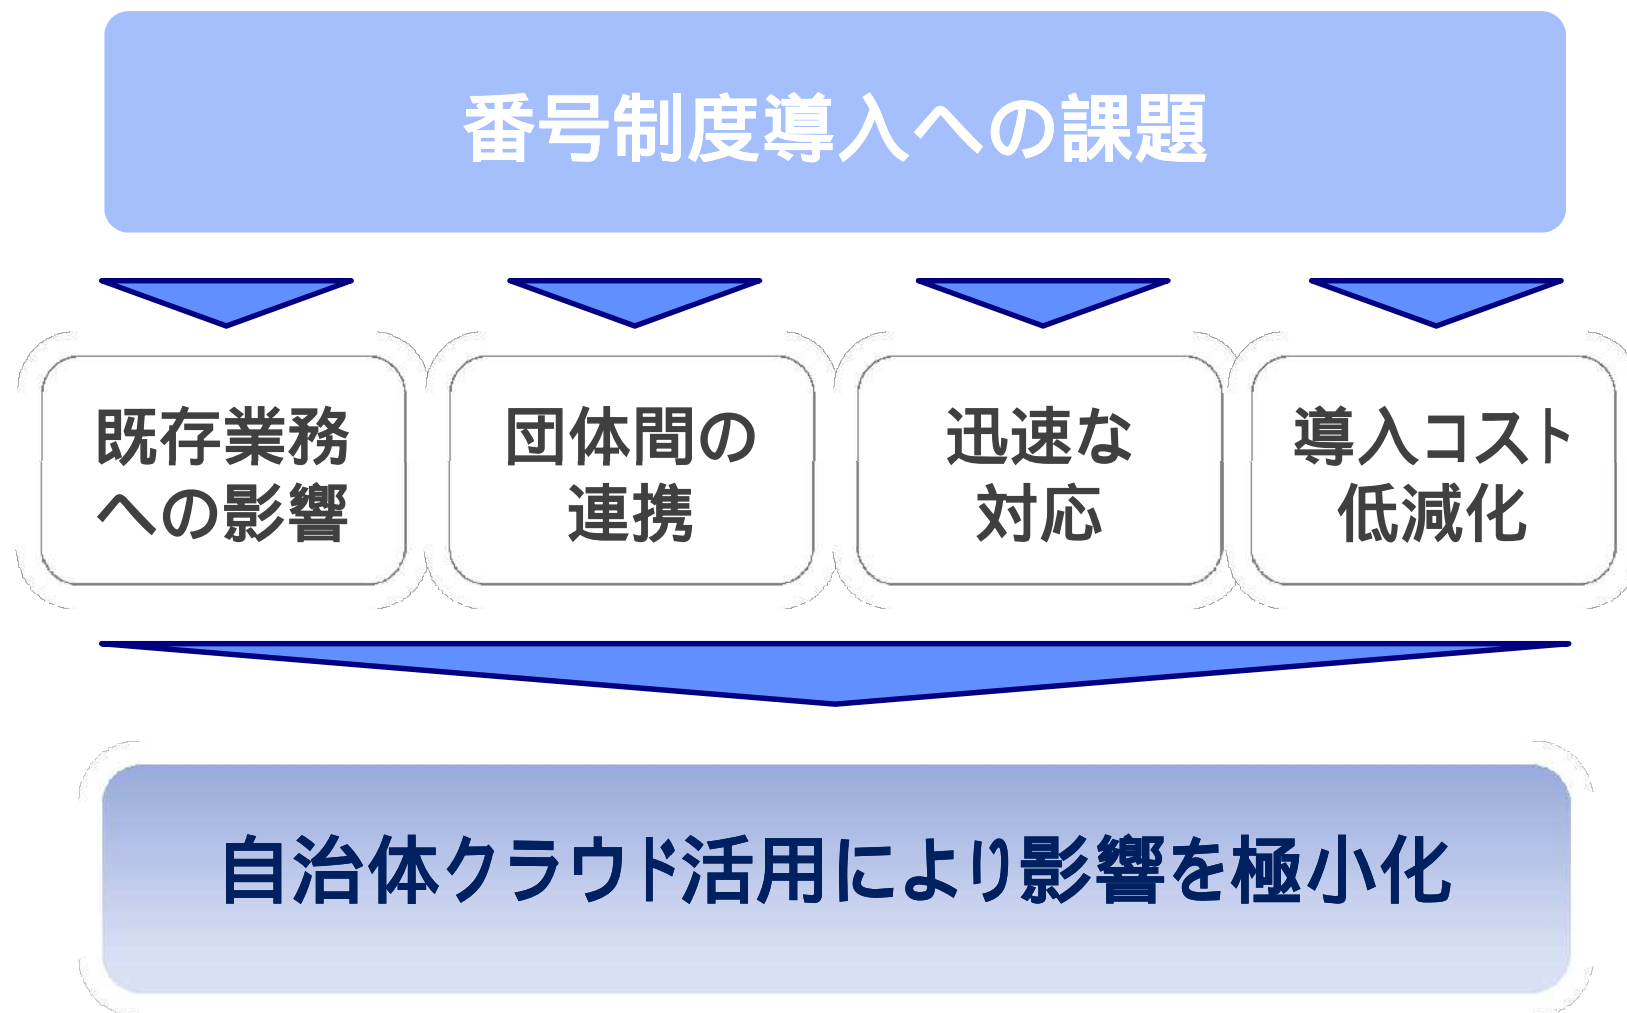 番号制度導入への課題
既存業務
への影響
団体間の
連携
迅速な
対応
導入コスト
低減化
自治体クラウド活用により影響を極小化